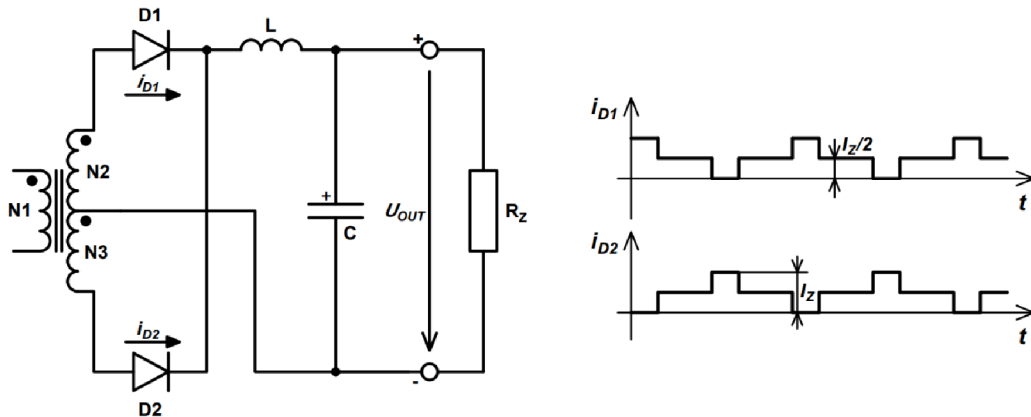 D1
L
+
i_D1
N1
N2
N3
+
C
U_OUT
R_Z
i_D2
-
D2
i_D1
I_Z/2
t
i_D2
I_Z
t